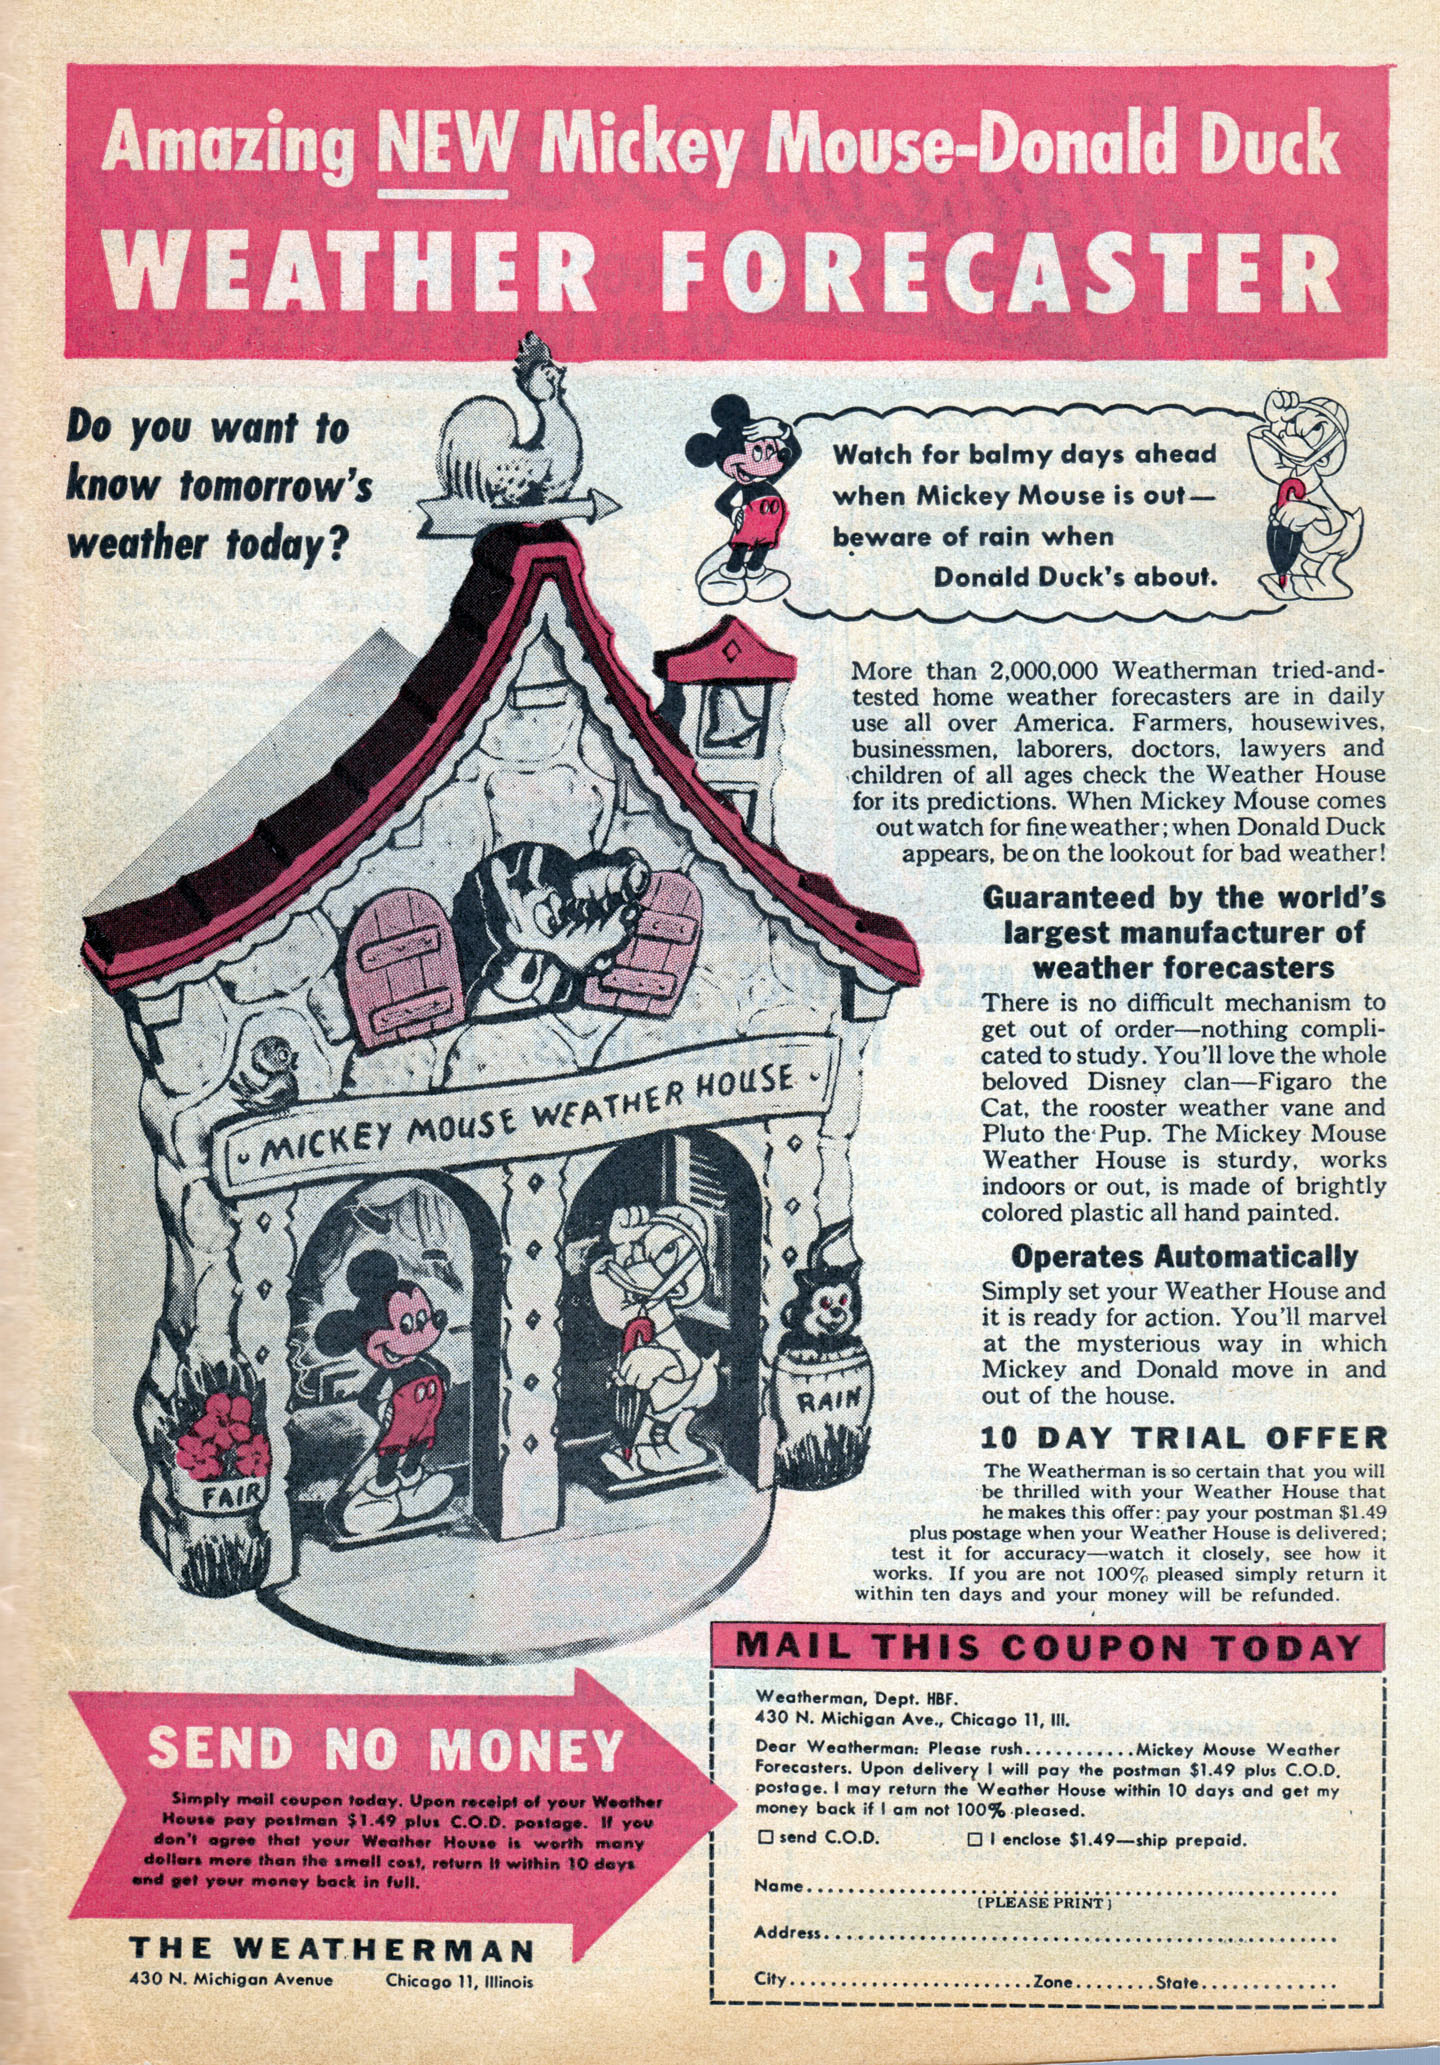 Amazing NEW Mickey Mouse-Donald Duck
WEATHER FORECASTER
Do you want to
know tomorrow's
weather today?
Watch for balmy days ahead
when Mickey Mouse is out—
beware of rain when
Donald Duck's about.
More than 2,000,000 Weatherman tried-and-
tested home weather forecasters are in daily
use all over America. Farmers, housewives,
businessmen, laborers, doctors, lawyers and
children of all ages check the Weather House
for its predictions. When Mickey Mouse comes
out watch for fine weather; when Donald Duck
appears, be on the lookout for bad weather!
Guaranteed by the world's
largest manufacturer of
weather forecasters
There is no difficult mechanism to
get out of order—nothing compli-
cated to study. You'll love the whole
beloved Disney clan—Figaro the
Cat, the rooster weather vane and
Pluto the Pup. The Mickey Mouse
Weather House is sturdy, works
indoors or out, is made of brightly
colored plastic all hand painted.
Operates Automatically
Simply set your Weather House and
it is ready for action. You'll marvel
at the mysterious way in which
Mickey and Donald move in and
out of the house.
10 DAY TRIAL OFFER
The Weatherman is so certain that you will
be thrilled with your Weather House that
he makes this offer: pay your postman $1.49
plus postage when your Weather House is delivered;
test it for accuracy—watch it closely, see how it
works. If you are not 100% pleased simply return it
within ten days and your money will be refunded.
MICKEY MOUSE WEATHER HOUSE
FAIR
RAIN
SEND NO MONEY
Simply mail coupon today. Upon receipt of your Weather
House pay postman $1.49 plus C.O.D. postage. If you
don't agree that your Weather House is worth many
dollars more than the small cost, return it within 10 days
and get your money back in full.
THE WEATHERMAN
430 N. Michigan Avenue Chicago 11, Illinois
MAIL THIS COUPON TODAY
Weatherman, Dept. HBF.
430 N. Michigan Ave., Chicago 11, Ill.
Dear Weatherman: Please rush...........Mickey Mouse Weather
Forecasters. Upon delivery I will pay the postman $1.49 plus C.O.D.
postage. I may return the Weather House within 10 days and get my
money back if I am not 100% pleased.
☐ send C.O.D. ☐ I enclose $1.49—ship prepaid.
Name..................................................
(PLEASE PRINT)
Address................................................
City........................Zone........State.............